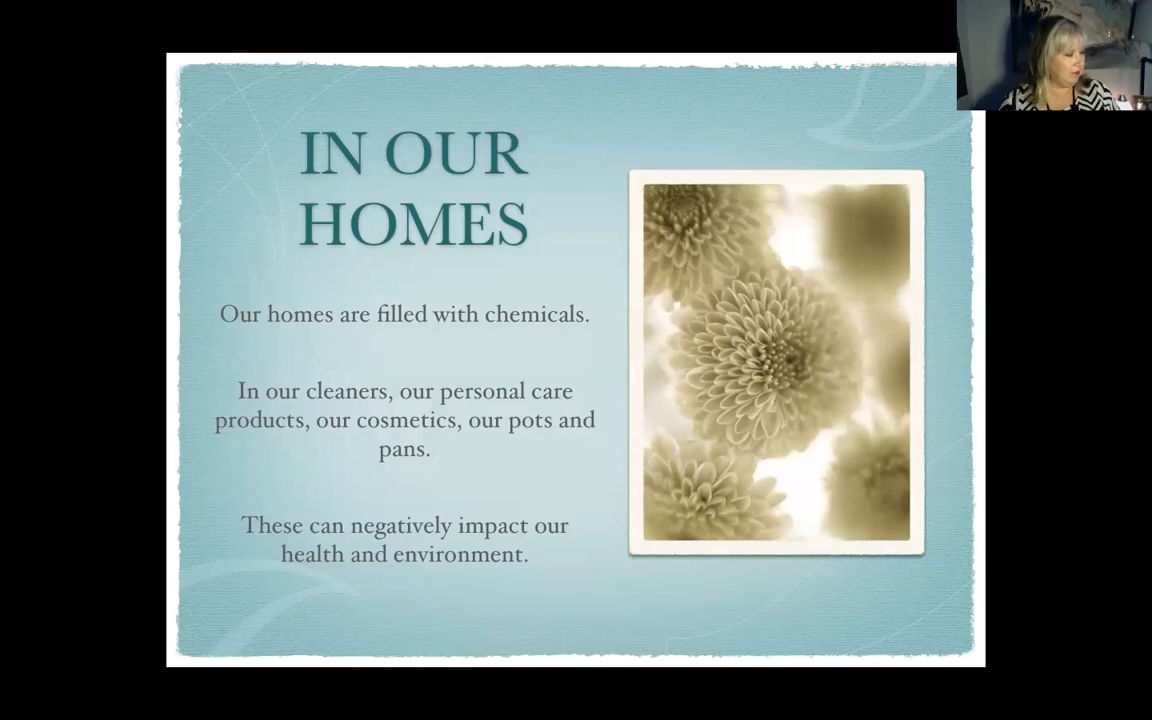 IN OUR
HOMES
Our homes are filled with chemicals.
In our cleaners, our personal care
products, our cosmetics, our pots and
pans.
These can negatively impact our
health and environment.